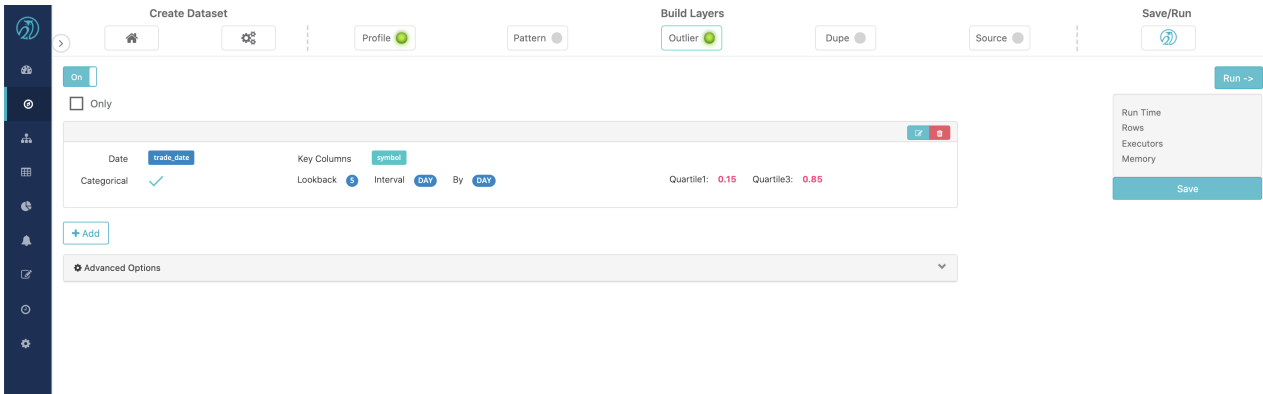 Create Dataset
Build Layers
Save/Run
Profile
Pattern
Outlier
Dupe
Source
On
Run ->
Only
Run Time
Rows
Executors
Memory
Save
Date trade_date Key Columns symbol
Categorical Lookback 5 Interval DAY By DAY Quartile1: 0.15 Quartile3: 0.85
+ Add
Advanced Options